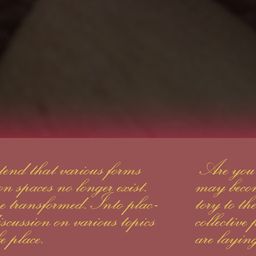 tend that various forms
on spaces no longer exist.
e transformed. Into plac-
iscussion on various topics
e place.
Are you
may becom
tory to the
collective p
are laying